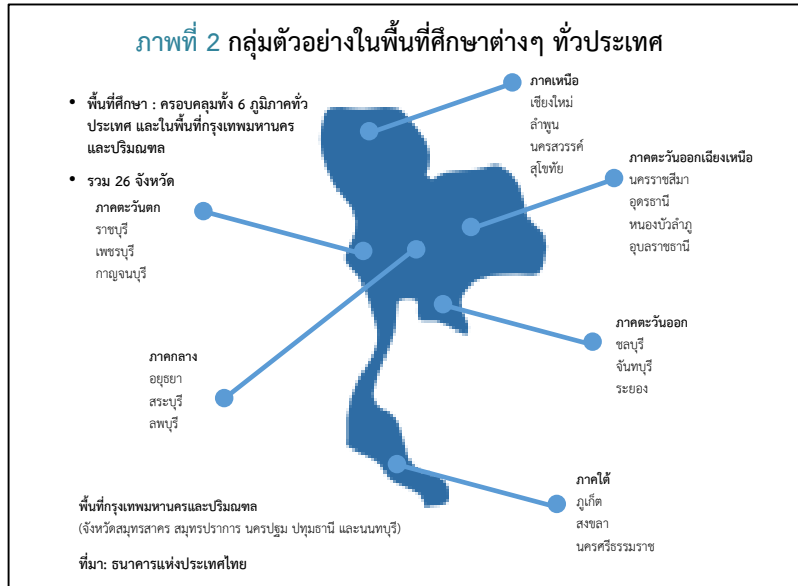 ภาพที่ 2 กลุ่มตัวอย่างในพื้นที่ศึกษาต่างๆ ทั่วประเทศ
• พื้นที่ศึกษา : ครอบคลุมทั้ง 6 ภูมิภาคทั่ว
ประเทศ และในพื้นที่กรุงเทพมหานคร
และปริมณฑล
• รวม 26 จังหวัด
ภาคตะวันตก
ราชบุรี
เพชรบุรี
กาญจนบุรี
ภาคเหนือ
เชียงใหม่
ลำพูน
นครสวรรค์
สุโขทัย
ภาคตะวันออกเฉียงเหนือ
นครราชสีมา
อุดรธานี
หนองบัวลำภู
อุบลราชธานี
ภาคตะวันออก
ชลบุรี
จันทบุรี
ระยอง
ภาคกลาง
อยุธยา
สระบุรี
ลพบุรี
ภาคใต้
ภูเก็ต
สงขลา
นครศรีธรรมราช
พื้นที่กรุงเทพมหานครและปริมณฑล
(จังหวัดสมุทรสาคร สมุทรปราการ นครปฐม ปทุมธานี และนนทบุรี)
ที่มา: ธนาคารแห่งประเทศไทย